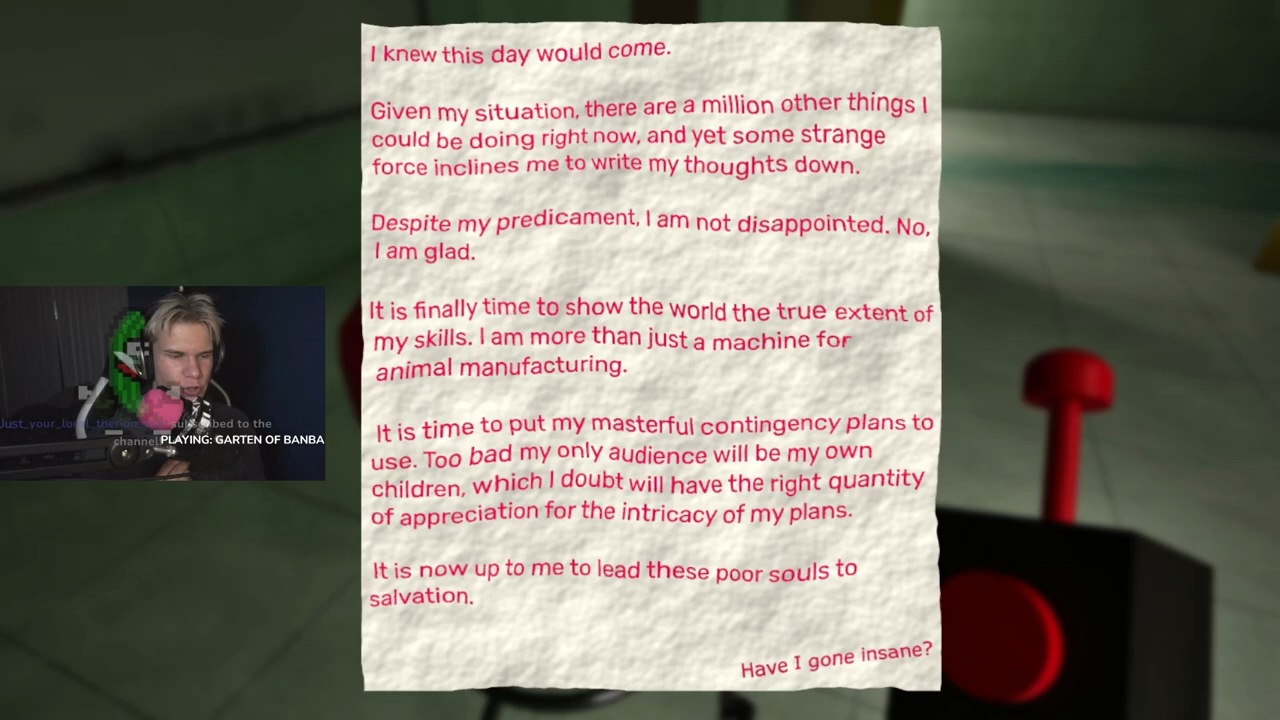 I knew this day would come.
Given my situation, there are a million other things I
could be doing right now, and yet some strange
force inclines me to write my thoughts down.
Despite my predicament, I am not disappointed. No,
I am glad.
It is finally time to show the world the true extent of
my skills. I am more than just a machine for
animal manufacturing.
It is time to put my masterful contingency plans to
use. Too bad my only audience will be my own
children, which I doubt will have the right quantity
of appreciation for the intricacy of my plans.
It is now up to me to lead these poor souls to
salvation.
Have I gone insane?
subscribed to the
channel
PLAYING: GARTEN OF BANBA